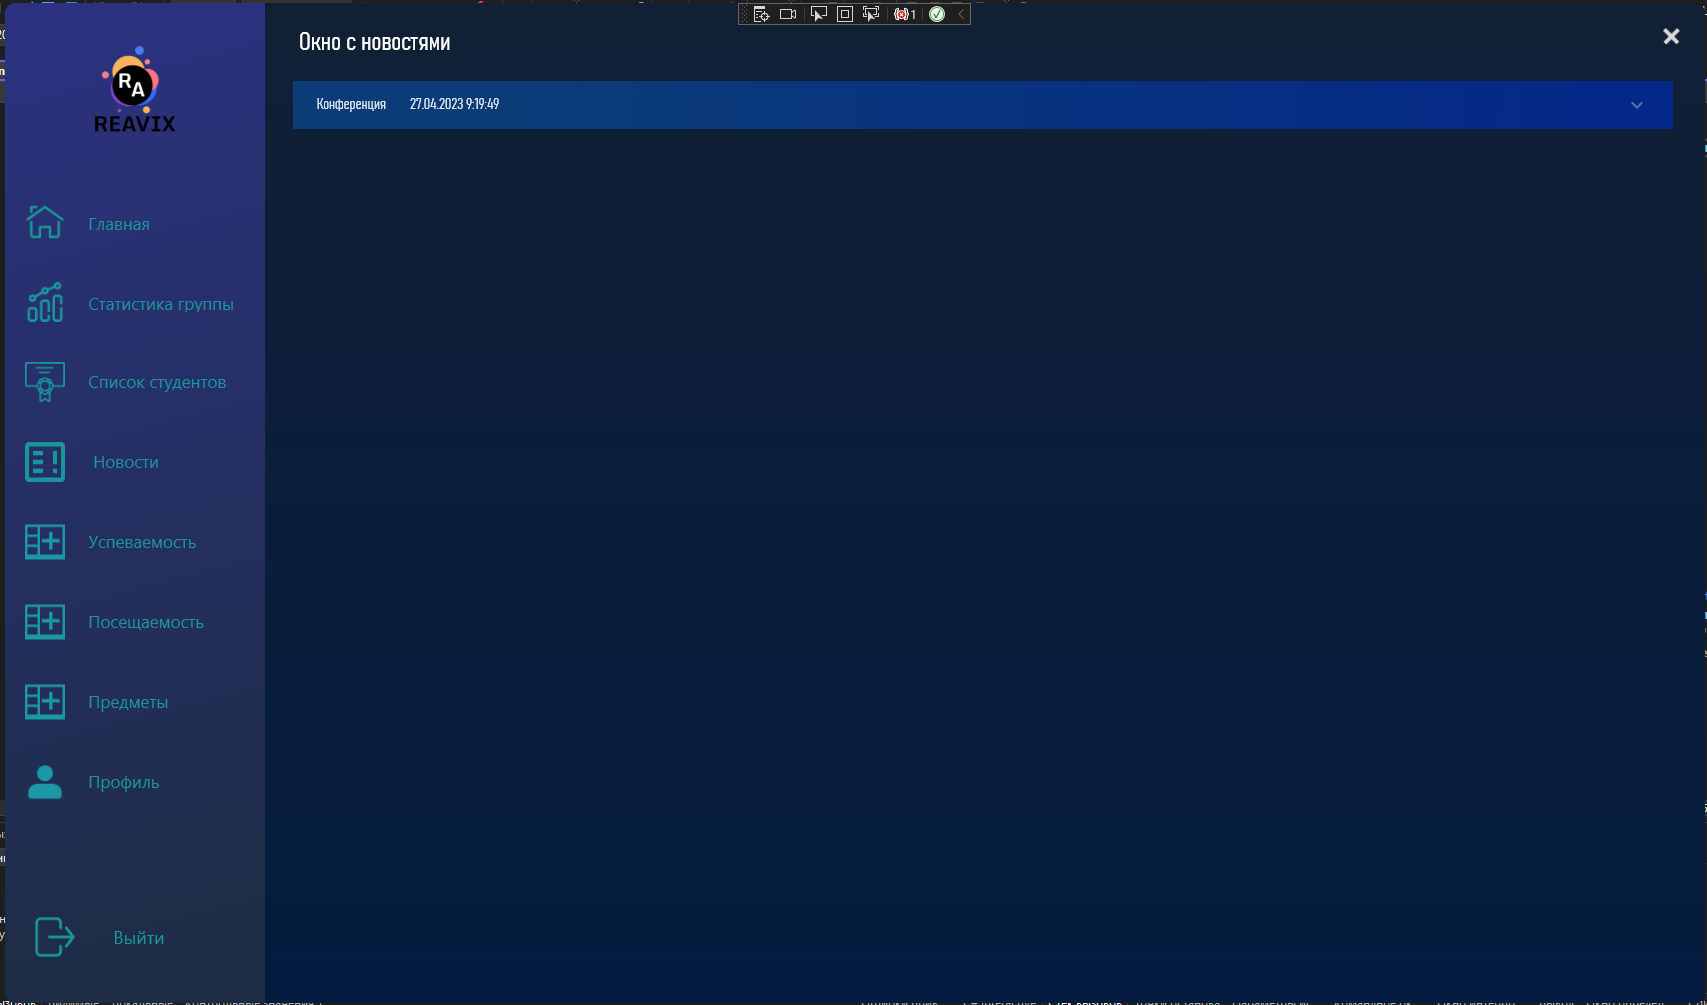 1
Окно с новостями
Конференция 27.04.2023 9:19:49
RA
REAVIX
Главная
Статистика группы
Список студентов
Новости
Успеваемость
Посещаемость
Предметы
Профиль
Выйти